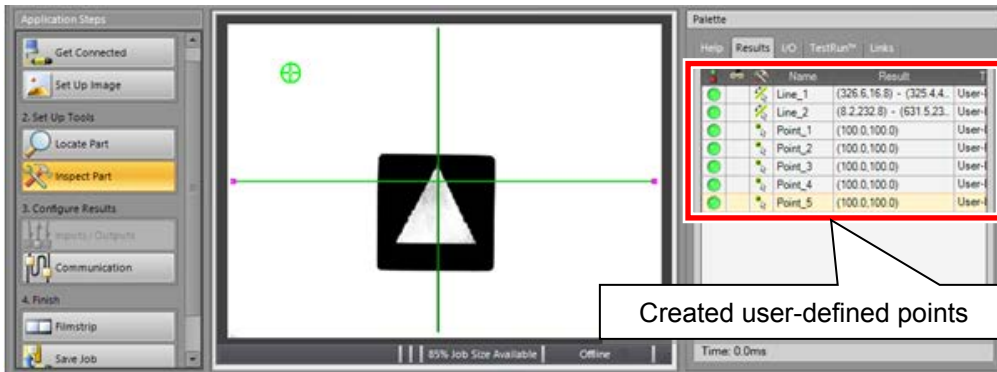 Application Steps
Get Connected
Set Up Image
2. Set Up Tools
Locate Part
Inspect Part
3. Configure Results
Inputs / Outputs
Communication
4. Finish
Filmstrip
Save Job
85% Job Size Available
Offline
Palette
Help Results I/O TestRun™ Links
Name Result T
Line_1 (326.6,16.8) - (325.4,4.. User-
Line_2 (8.2,232.8) - (631.5,23.. User-
Point_1 (100.0,100.0) User-
Point_2 (100.0,100.0) User-
Point_3 (100.0,100.0) User-
Point_4 (100.0,100.0) User-
Point_5 (100.0,100.0) User-
Created user-defined points
Time: 0.0ms